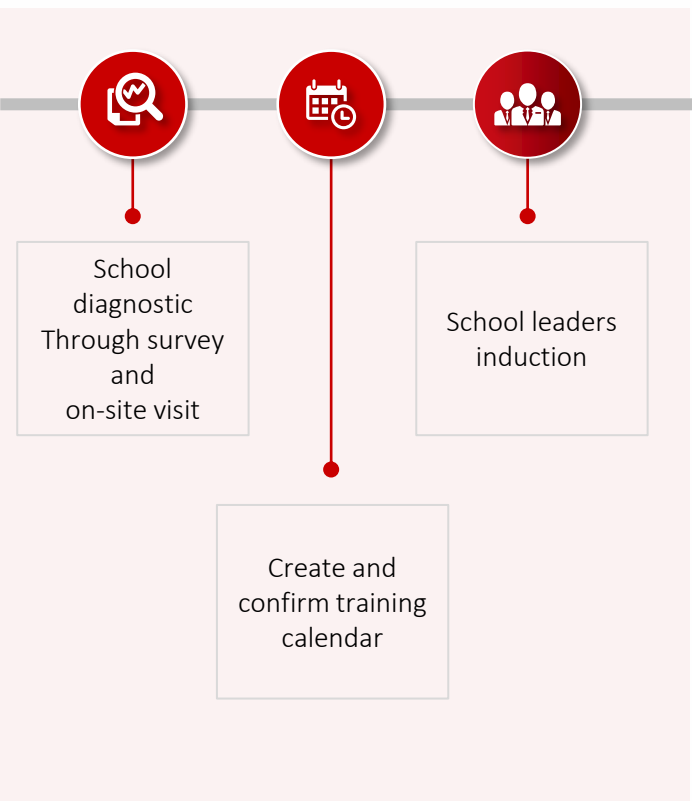 School
diagnostic
Through survey
and
on-site visit
Create and
confirm training
calendar
School leaders
induction